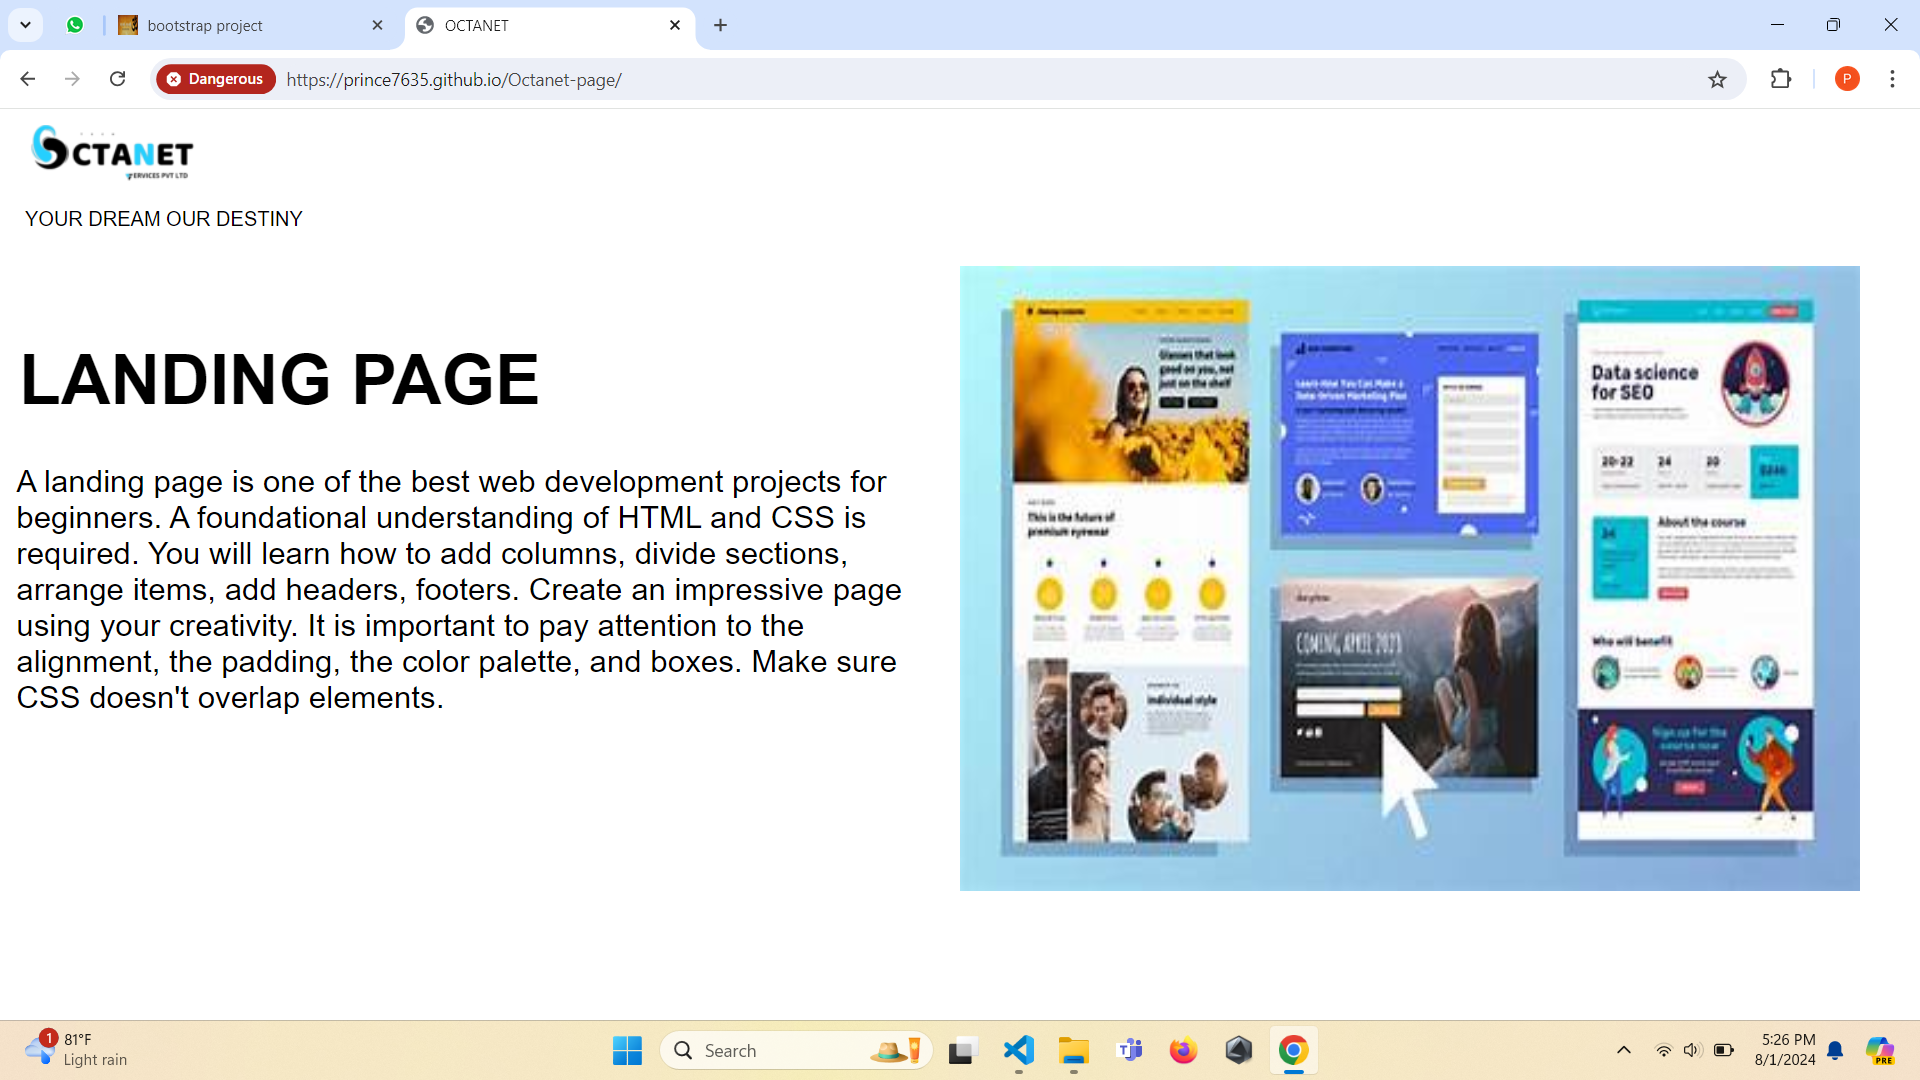 bootstrap project
OCTANET
Dangerous
https://prince7635.github.io/Octanet-page/
P
CTANET
ERVICES PVT LTD
YOUR DREAM OUR DESTINY
LANDING PAGE
A landing page is one of the best web development projects for
beginners. A foundational understanding of HTML and CSS is
required. You will learn how to add columns, divide sections,
arrange items, add headers, footers. Create an impressive page
using your creativity. It is important to pay attention to the
alignment, the padding, the color palette, and boxes. Make sure
CSS doesn't overlap elements.
Glasses that look
good on you, not
just on the shelf
This is the future of
premium eyewear
Individual style
Learn How You Can Make a
Data-Driven Marketing Plan
COMING APRIL 2023
Data science
for SEO
20-22
24
20
$240
24
About the course
Who will benefit
Sign up for the
course now
1
81°F
Light rain
Search
5:26 PM
8/1/2024
PRE